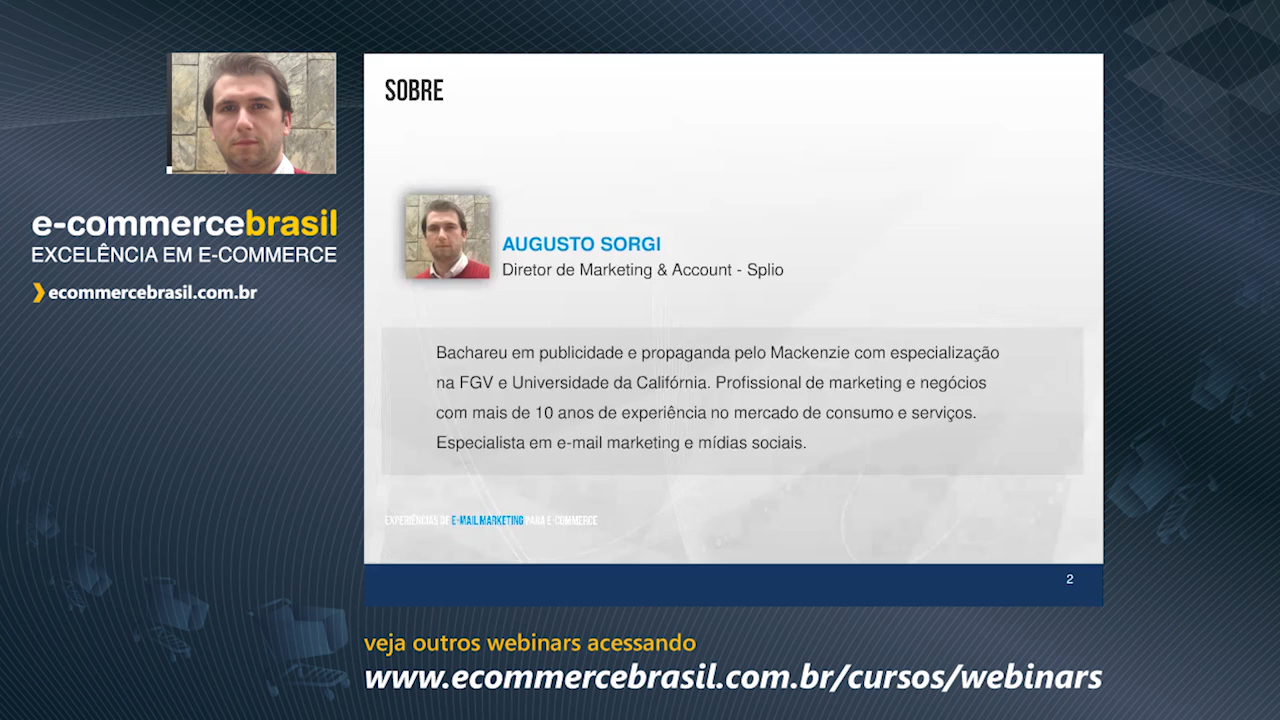 SOBRE
AUGUSTO SORGI
Diretor de Marketing & Account - Splio
e-commercebrasil
EXCELÊNCIA EM E-COMMERCE
ecommercebrasil.com.br
Bachareu em publicidade e propaganda pelo Mackenzie com especialização
na FGV e Universidade da Califórnia. Profissional de marketing e negócios
com mais de 10 anos de experiência no mercado de consumo e serviços.
Especialista em e-mail marketing e mídias sociais.
EXPERIÊNCIAS DE E-MAIL MARKETING PARA E-COMMERCE
2
veja outros webinars acessando
www.ecommercebrasil.com.br/cursos/webinars